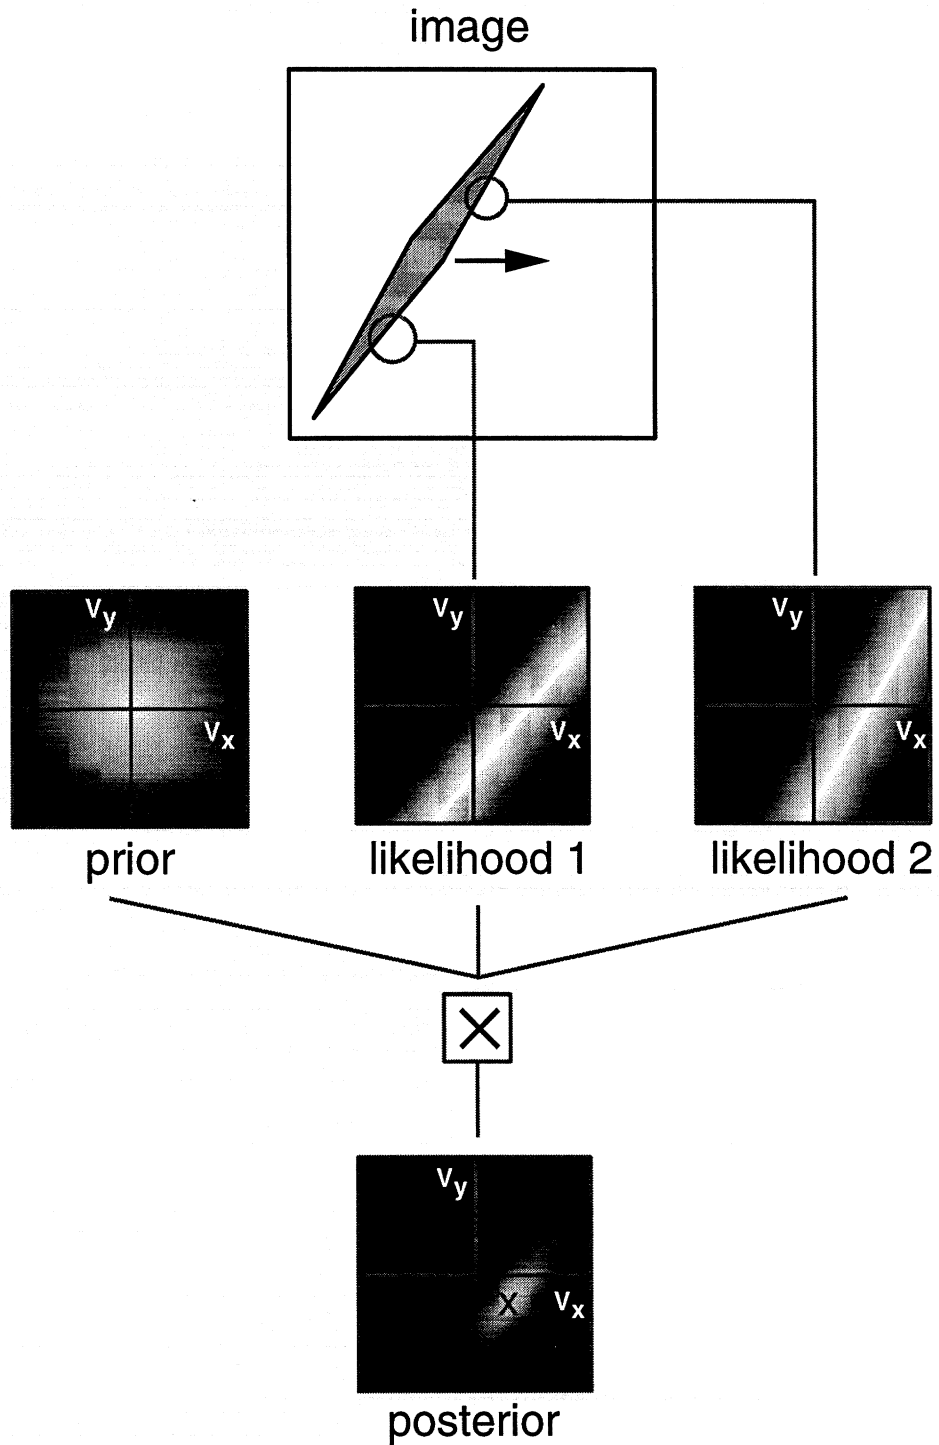 image
Vy
Vx
Vy
Vx
Vy
Vx
prior
likelihood 1
likelihood 2
Vy
X
Vx
posterior